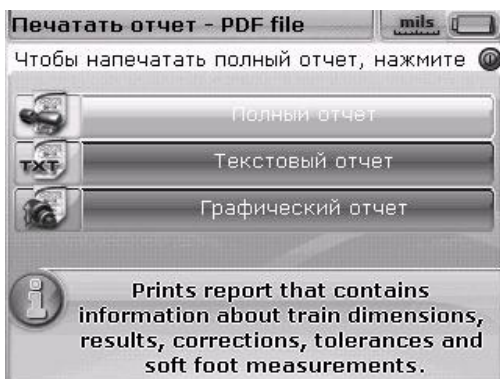 Печатать отчет - PDF file
mils
Чтобы напечатать полный отчет, нажмите
Полный отчет
TXT
Текстовый отчет
Графический отчет
Prints report that contains
information about train dimensions,
results, corrections, tolerances and
soft foot measurements.